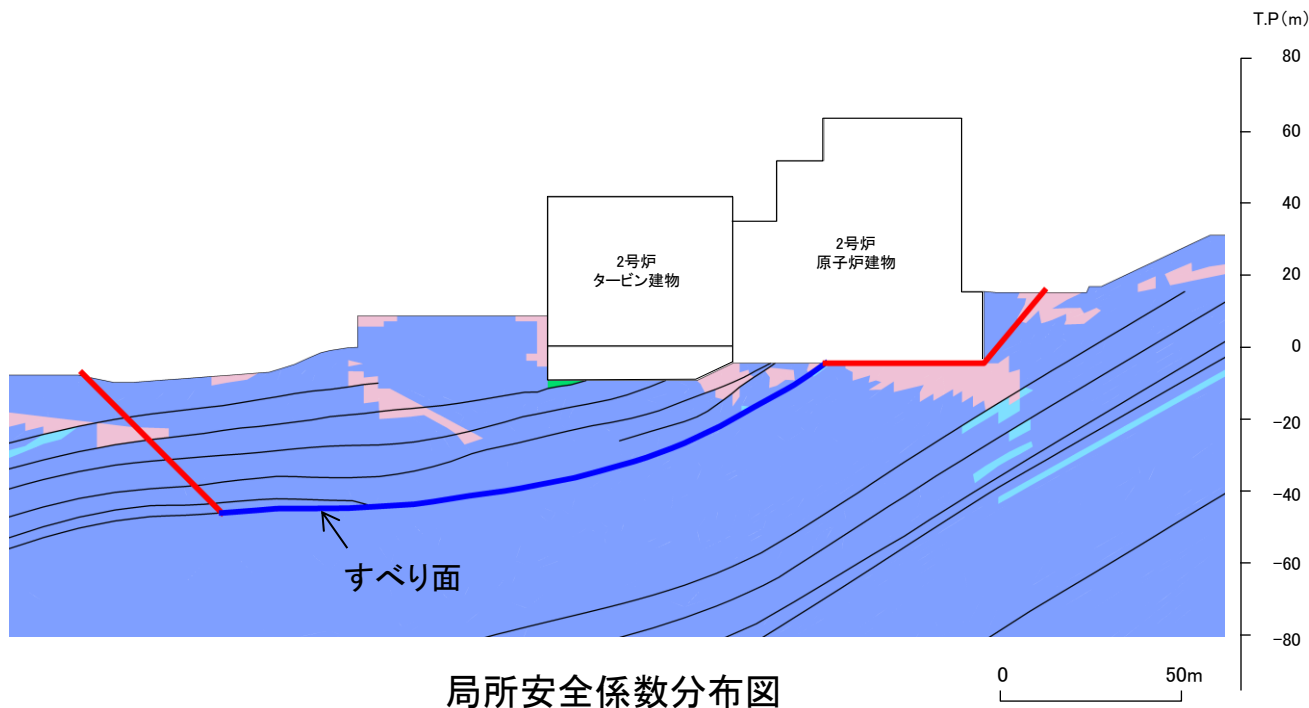 T.P(m)
80
60
40
20
0
-20
-40
-60
-80
2号炉
タービン建物
2号炉
原子炉建物
すべり面
局所安全係数分布図
0
50m